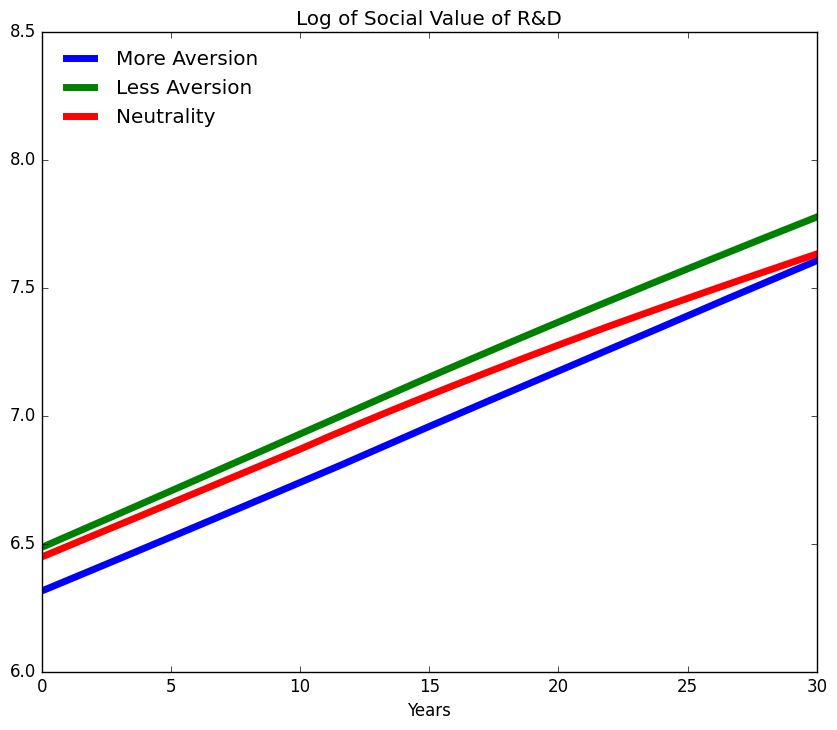 Log of Social Value of R&D
More Aversion
Less Aversion
Neutrality
8.5
8.0
7.5
7.0
6.5
6.0
0 5 10 15 20 25 30
Years